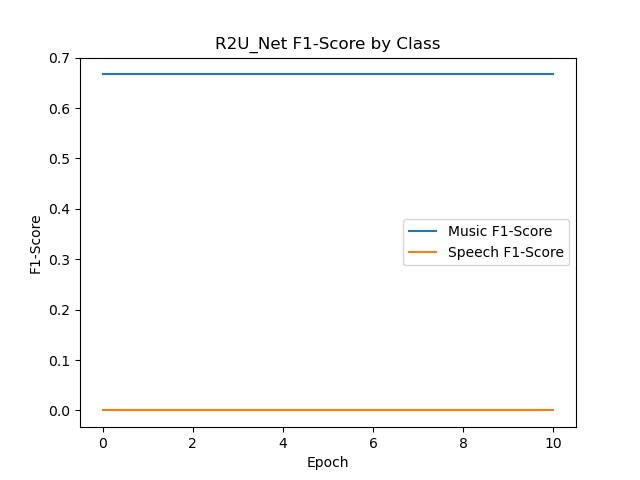 R2U_Net F1-Score by Class
0.7
0.6
0.5
0.4
0.3
0.2
0.1
0.0
F1-Score
Music F1-Score
Speech F1-Score
0 2 4 6 8 10
Epoch